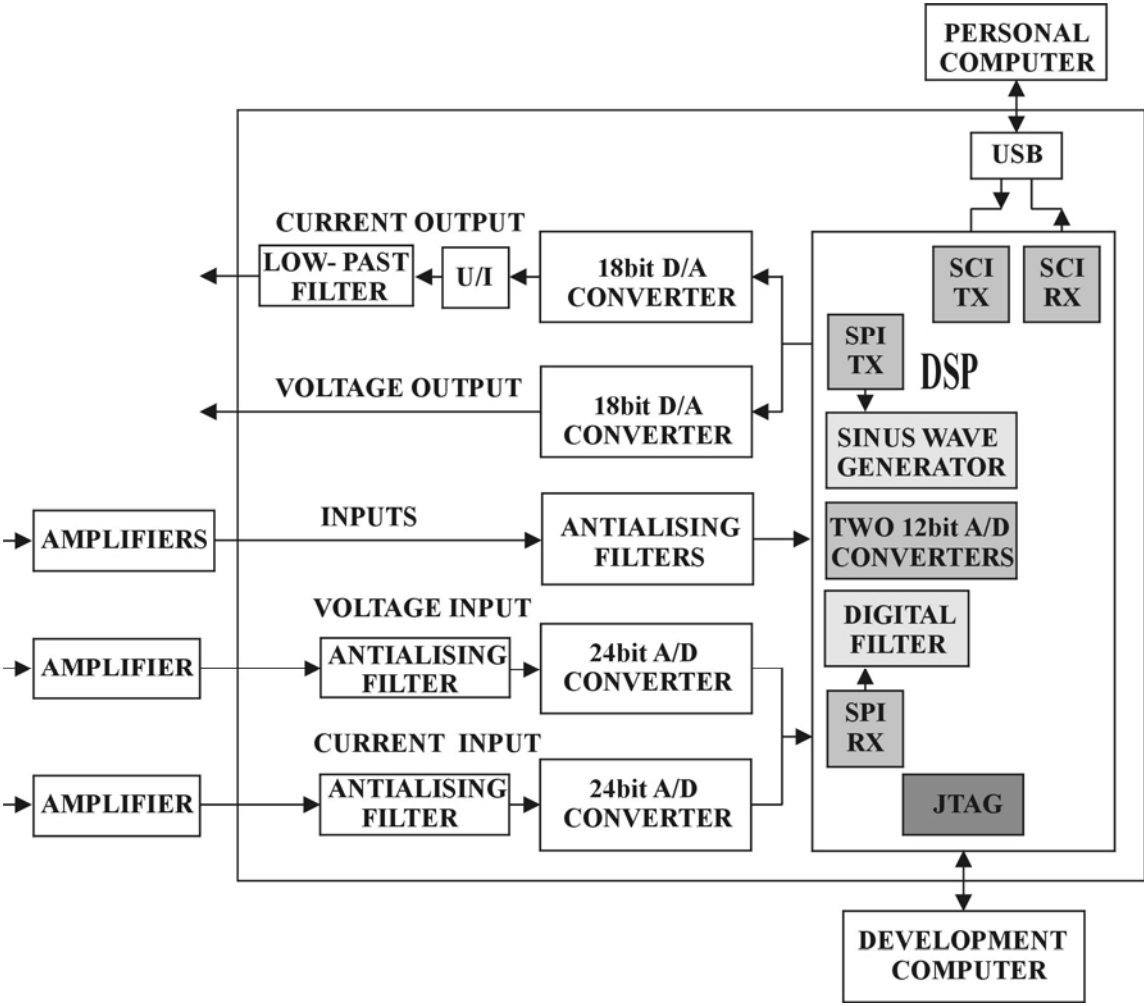 PERSONAL
COMPUTER
USB
CURRENT OUTPUT
LOW- PAST
FILTER
U/I
18bit D/A
CONVERTER
SCI
TX
SCI
RX
SPI
TX
DSP
VOLTAGE OUTPUT
18bit D/A
CONVERTER
SINUS WAVE
GENERATOR
AMPLIFIERS
INPUTS
ANTIALISING
FILTERS
TWO 12bit A/D
CONVERTERS
VOLTAGE INPUT
AMPLIFIER
ANTIALISING
FILTER
24bit A/D
CONVERTER
DIGITAL
FILTER
SPI
RX
CURRENT INPUT
AMPLIFIER
ANTIALISING
FILTER
24bit A/D
CONVERTER
JTAG
DEVELOPMENT
COMPUTER